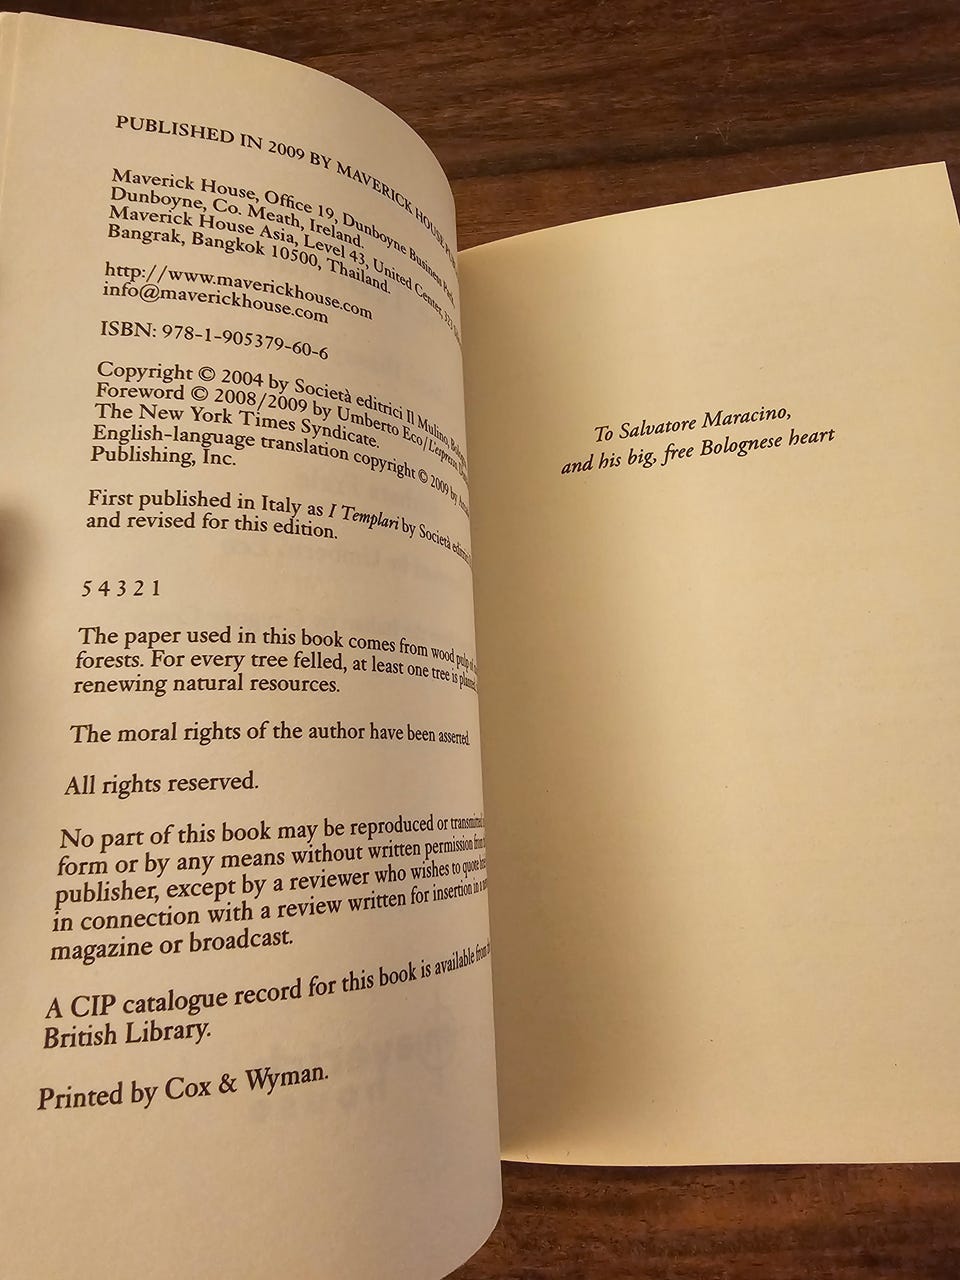 PUBLISHED IN 2009 BY MAVERICK HOUSE
Maverick House, Office 19, Dunboyne Business Park,
Dunboyne, Co. Meath, Ireland.
Maverick House Asia, Level 43, United Center, 323
Bangrak, Bangkok 10500, Thailand.
http://www.maverickhouse.com
info@maverickhouse.com
ISBN: 978-1-905379-60-6
Copyright © 2004 by Società editrici Il Mulino,
Foreword © 2008/2009 by Umberto Eco/L'espresso,
The New York Times Syndicate.
English-language translation copyright © 2009 by
Publishing, Inc.
First published in Italy as I Templari by Società
and revised for this edition.
5 4 3 2 1
The paper used in this book comes from wood pulp
forests. For every tree felled, at least one tree is planted,
renewing natural resources.
The moral rights of the author have been asserted.
All rights reserved.
No part of this book may be reproduced or transmitted
form or by any means without written permission from
publisher, except by a reviewer who wishes to quote
in connection with a review written for insertion in a
magazine or broadcast.
A CIP catalogue record for this book is available from
British Library.
Printed by Cox & Wyman.
To Salvatore Maracino,
and his big, free Bolognese heart